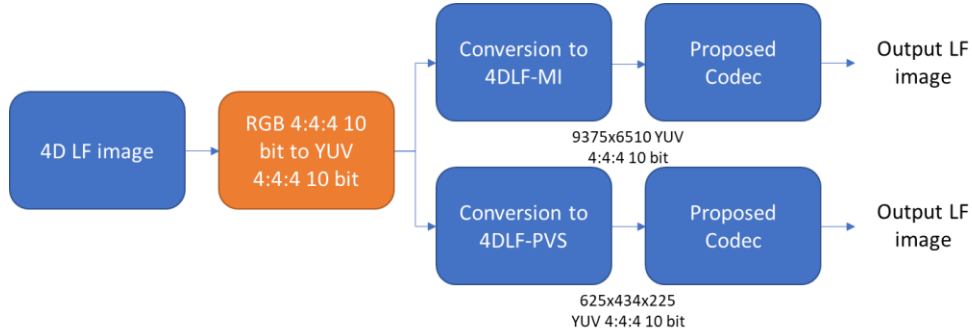 4D LF image
RGB 4:4:4 10
bit to YUV
4:4:4 10 bit
Conversion to
4DLF-MI
Proposed
Codec
Output LF
image
9375x6510 YUV
4:4:4 10 bit
Conversion to
4DLF-PVS
Proposed
Codec
Output LF
image
625x434x225
YUV 4:4:4 10 bit